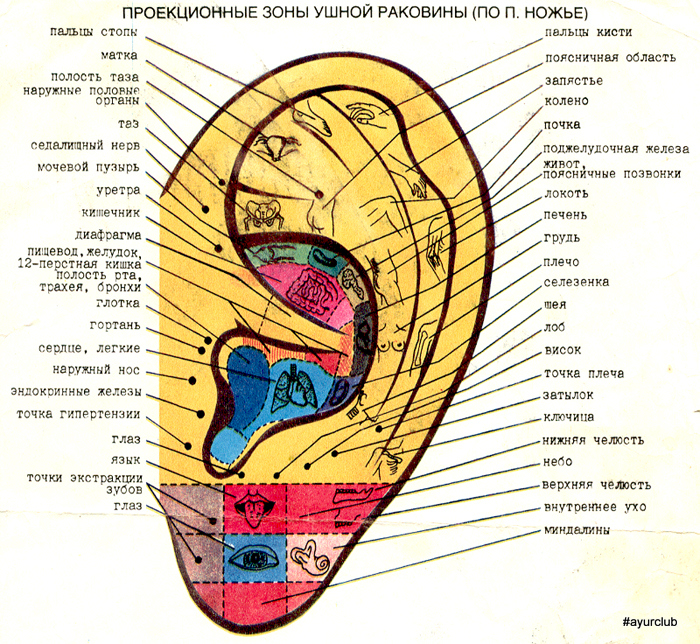 ПРОЕКЦИОННЫЕ ЗОНЫ УШНОЙ РАКОВИНЫ (ПО П. НОЖЬЕ)
пальцы стопы
матка
полость таза
наружные половые
органы
таз
седалищный нерв
мочевой пузырь
уретра
кишечник
диафрагма
пищевод, желудок,
12-перстная кишка
полость рта,
трахея, бронхи
глотка
гортань
сердце, легкие
наружный нос
эндокринные железы
точка гипертензии
глаз
язык
точки экстракции
зубов
глаз
пальцы кисти
поясничная область
запястье
колено
почка
поджелудочная железа
живот,
поясничные позвонки
локоть
печень
грудь
плечо
селезенка
шея
лоб
висок
точка плеча
затылок
ключица
нижняя челюсть
небо
верхняя челюсть
внутреннее ухо
миндалины
#ayurclub